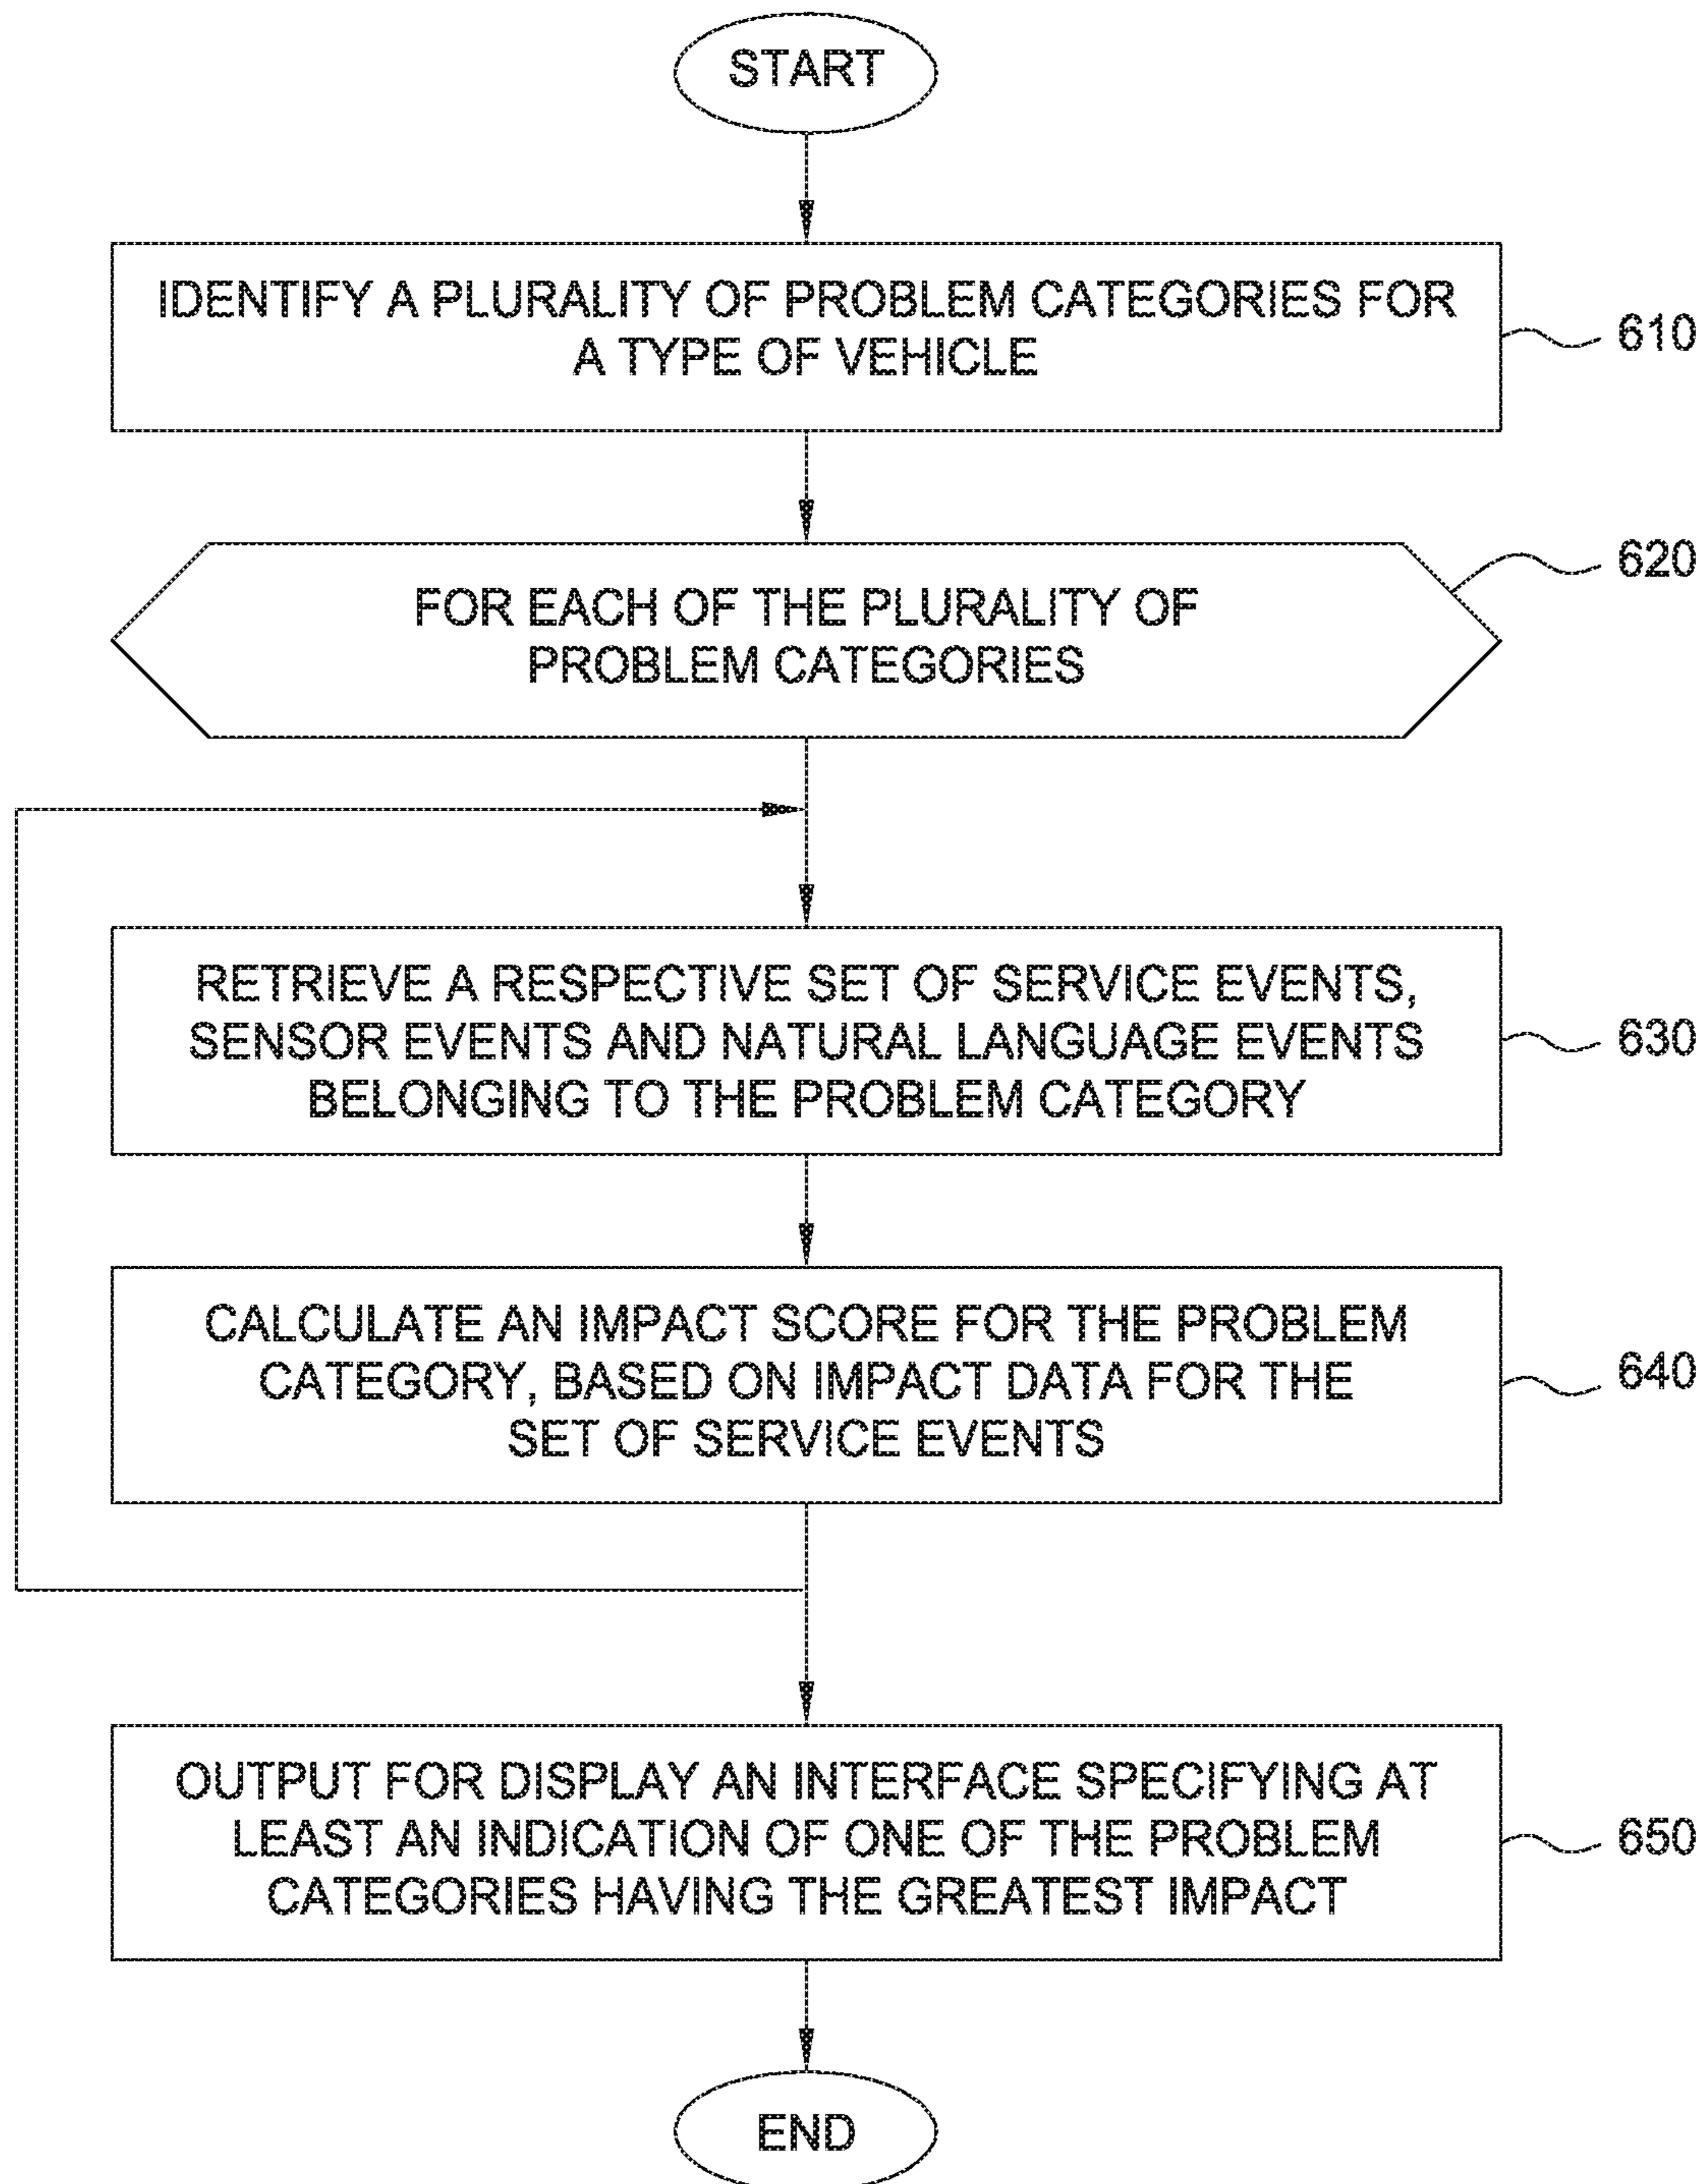 START
IDENTIFY A PLURALITY OF PROBLEM CATEGORIES FOR
A TYPE OF VEHICLE
610
FOR EACH OF THE PLURALITY OF
PROBLEM CATEGORIES
620
RETRIEVE A RESPECTIVE SET OF SERVICE EVENTS,
SENSOR EVENTS AND NATURAL LANGUAGE EVENTS
BELONGING TO THE PROBLEM CATEGORY
630
CALCULATE AN IMPACT SCORE FOR THE PROBLEM
CATEGORY, BASED ON IMPACT DATA FOR THE
SET OF SERVICE EVENTS
640
OUTPUT FOR DISPLAY AN INTERFACE SPECIFYING AT
LEAST AN INDICATION OF ONE OF THE PROBLEM
CATEGORIES HAVING THE GREATEST IMPACT
650
END